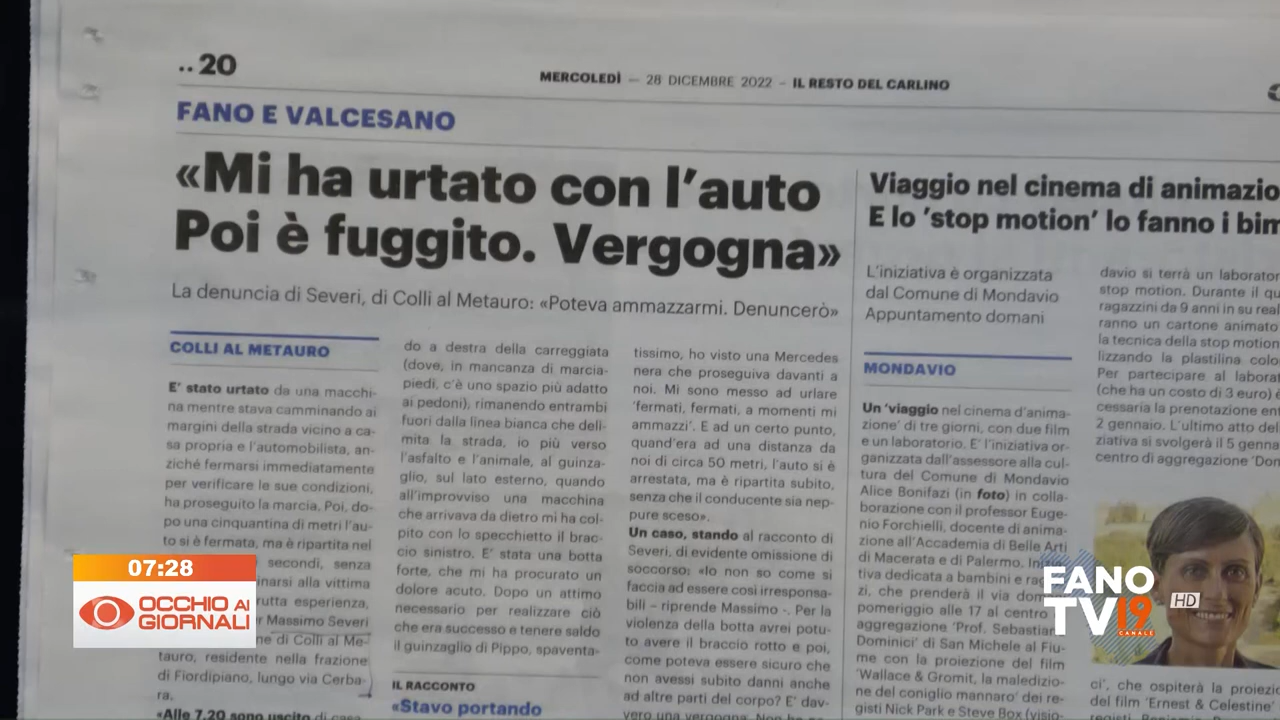 ..20
MERCOLEDÌ — 28 DICEMBRE 2022 – IL RESTO DEL CARLINO
FANO E VALCESANO
«Mi ha urtato con l'auto
Poi è fuggito. Vergogna»
La denuncia di Severi, di Colli al Metauro: «Poteva ammazzarmi. Denuncerò»
COLLI AL METAURO
E' stato urtato da una macchi-
na mentre stava camminando ai
margini della strada vicino a ca-
sa propria e l'automobilista, an-
ziché fermarsi immediatamente
per verificare le sue condizioni,
ha proseguito la marcia. Poi, do-
po una cinquantina di metri l'au-
to si è fermata, ma è ripartita nel
secondi, senza
inarsi alla vittima
rutta esperienza,
r Massimo Severi
ne di Colli al Me-
tauro, residente nella frazione
di Fiordipiano, lungo via Cerba-
ra.
«Alle 7.20 sono uscito di casa
do a destra della carreggiata
(dove, in mancanza di marcia-
piedi, c'è uno spazio più adatto
ai pedoni), rimanendo entrambi
fuori dalla linea bianca che deli-
mita la strada, io più verso
l'asfalto e l'animale, al guinza-
glio, sul lato esterno, quando
all'improvviso una macchina
che arrivava da dietro mi ha col-
pito con lo specchietto il brac-
cio sinistro. E' stata una botta
forte, che mi ha procurato un
dolore acuto. Dopo un attimo
necessario per realizzare ciò
che era successo e tenere saldo
il guinzaglio di Pippo, spaventa-
IL RACCONTO
«Stavo portando
tissimo, ho visto una Mercedes
nera che proseguiva davanti a
noi. Mi sono messo ad urlare
'fermati, fermati, a momenti mi
ammazzi'. E ad un certo punto,
quand'era ad una distanza da
noi di circa 50 metri, l'auto si è
arrestata, ma è ripartita subito,
senza che il conducente sia nep-
pure sceso».
Un caso, stando al racconto di
Severi, di evidente omissione di
soccorso: «Io non so come si
faccia ad essere così irresponsa-
bili – riprende Massimo -. Per la
violenza della botta avrei potu-
to avere il braccio rotto e poi,
come poteva essere sicuro che
non avessi subito danni anche
ad altre parti del corpo? E' dav-
vero una vergogna. Non ho
Viaggio nel cinema di animazio
E lo 'stop motion' lo fanno i bim
L'iniziativa è organizzata
dal Comune di Mondavio
Appuntamento domani
MONDAVIO
Un 'viaggio nel cinema d'anima-
zione' di tre giorni, con due film
e un laboratorio. E' l'iniziativa or-
ganizzata dall'assessore alla cul-
tura del Comune di Mondavio
Alice Bonifazi (in foto) in colla-
borazione con il professor Euge-
nio Forchielli, docente di anima-
zione all'Accademia di Belle Arti
di Macerata e di Palermo.
tiva dedicata a bambini e
zi, che prenderà il via
pomeriggio alle 17 al centro
aggregazione 'Prof. Sebastian
Dominici' di San Michele al Fiu-
me con la proiezione del film
'Wallace & Gromit, la maledizio-
ne del coniglio mannaro' dei re-
gisti Nick Park e Steve Box (visio-
davio si terrà un laborator
stop motion. Durante il qu
ragazzini da 9 anni in su real
ranno un cartone animato
la tecnica della stop motion
lizzando la plastilina colo
Per partecipare al laborat
(che ha un costo di 3 euro) è
cessaria la prenotazione ent
2 gennaio. L'ultimo atto del
ziativa si svolgerà il 5 genna
centro di aggregazione 'Don
ci', che ospiterà la proiezio
del film 'Ernest & Celestine'
07:28
OCCHIO AI
GIORNALI
FANO
TV19
CANALE
HD